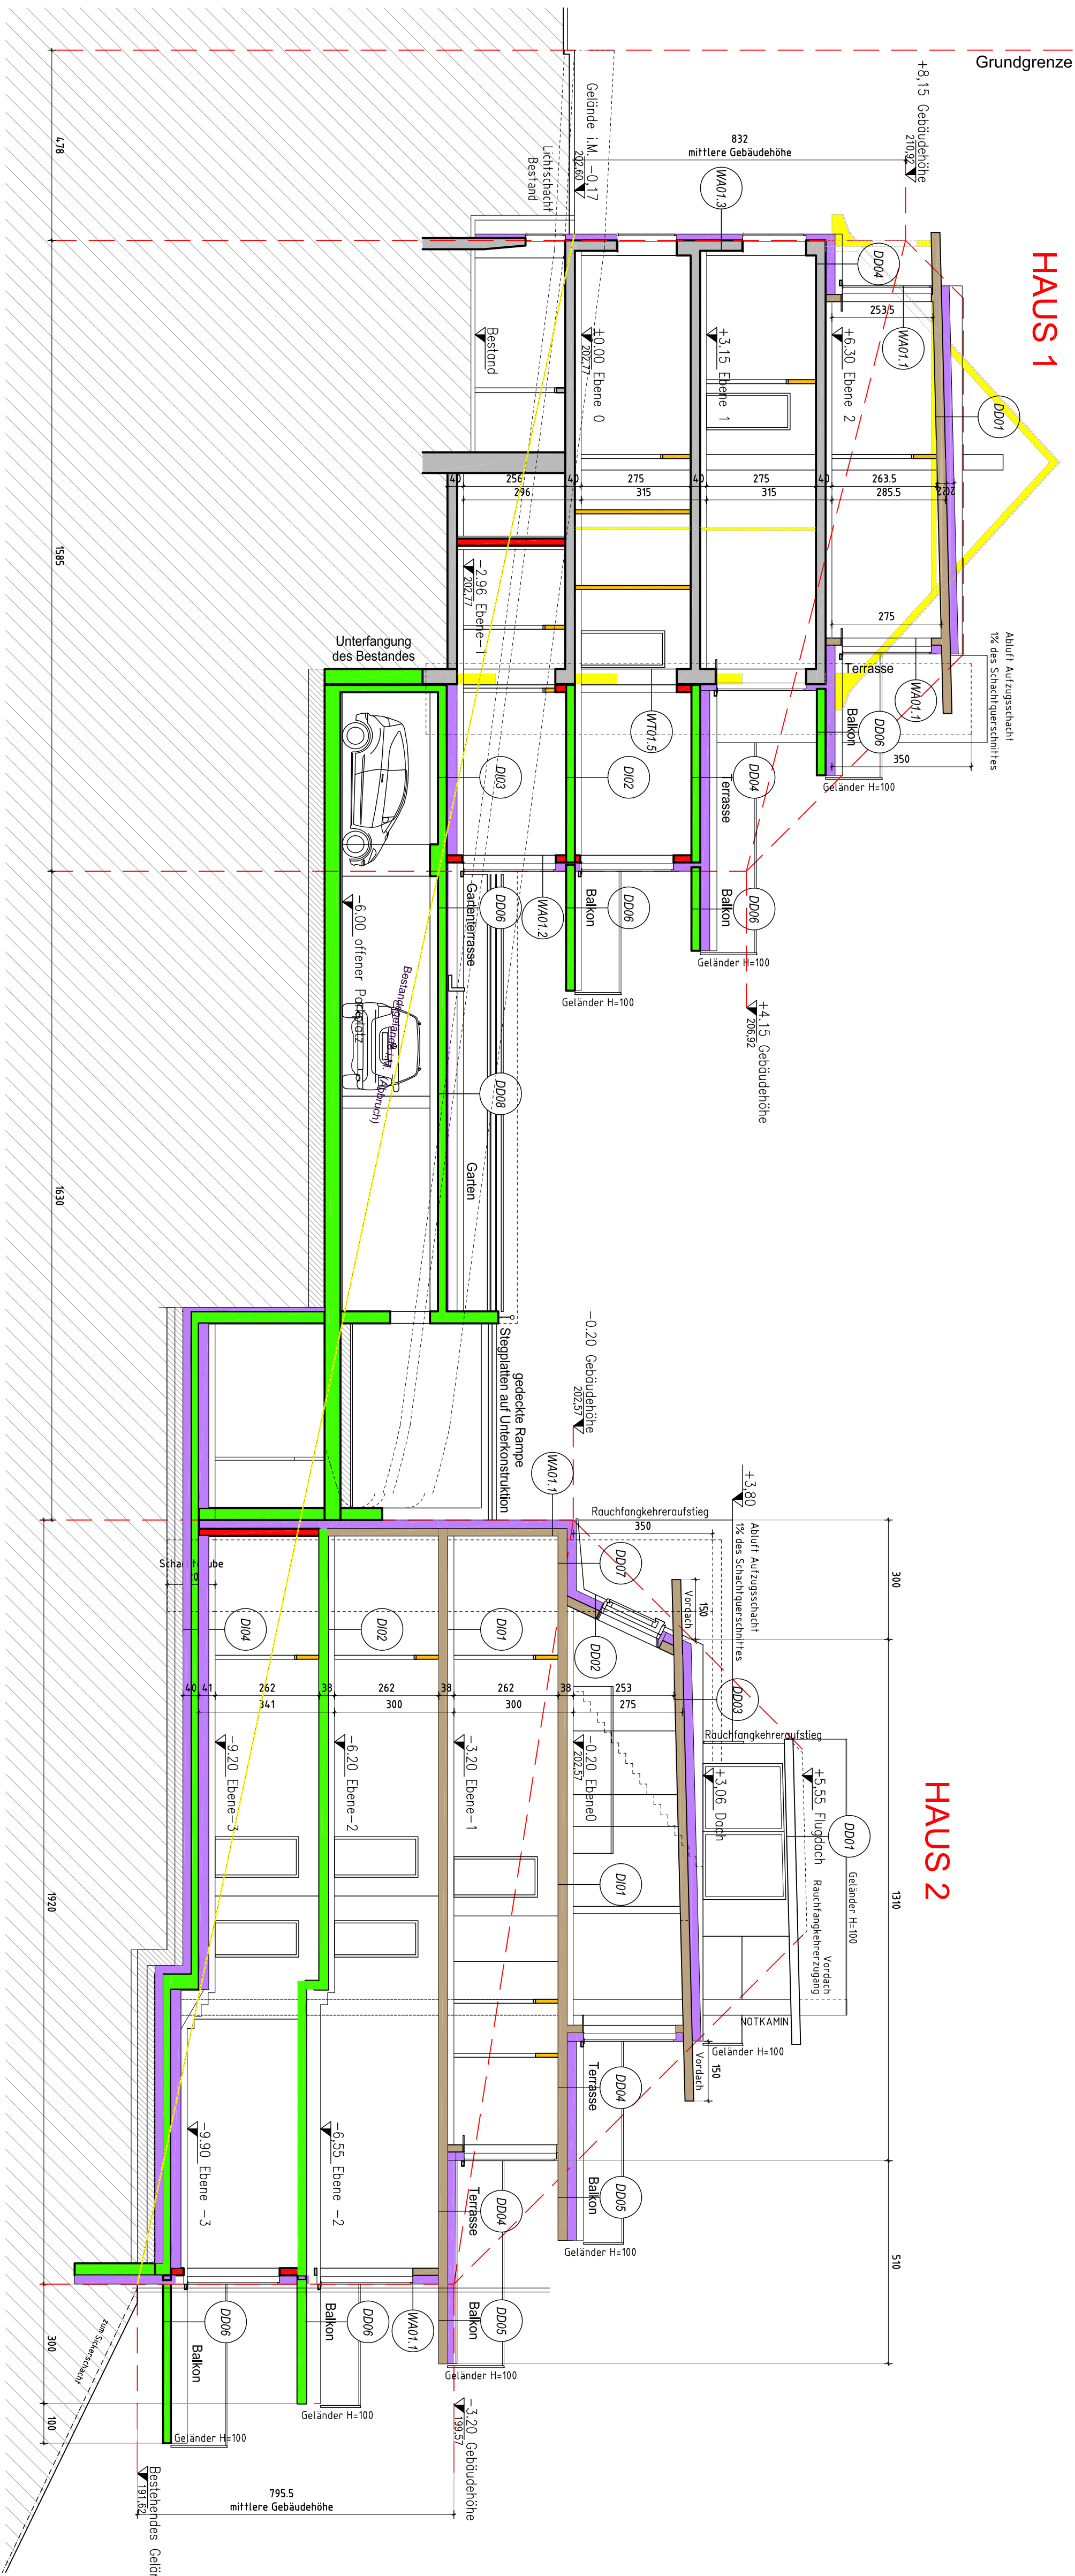 Grundgrenze
HAUS 1
+8,15 Gebäudehöhe
210,92
832
mittlere Gebäudehöhe
Gelände i.M. -0,17
202,60
Lichtschacht
Bestand
WA01.3
DD04
253.5
WA01.1
DD01
+6.30 Ebene 2
+3.15 Ebene 1
+0.00 Ebene 0
202,77
Bestand
40
256
296
40
275
315
40
275
315
40
263.5
285.5
478
1585
1630
1920
300
100
-2.96 Ebene-1
202,77
Unterfangung
des Bestandes
275
Abluft Aufzugsschacht
1% des Schachtquerschnittes
Terrasse
WA01.1
Balkon
DD06
350
Geländer H=100
WT01.5
DI03
DI02
DD04
Terrasse
DD06
Balkon
Geländer H=100
WA01.2
DD06
Balkon
Geländer H=100
DD06
Gartenterrasse
-6.00 offener Parkplatz
+4.15 Gebäudehöhe
206,92
DD08
Garten
gedeckte Rampe
Stegplatten auf Unterkonstruktion
-0.20 Gebäudehöhe
202,57
HAUS 2
WA01.1
Rauchfangkehreraufstieg
350
+3,80
Abluft Aufzugsschacht
1% des Schachtquerschnittes
150
Vordach
300
1310
510
DD07
DD02
DD03
DI04
DI02
DI01
40
41
262
341
38
262
300
38
262
300
38
253
275
-9.20 Ebene-3
-6.20 Ebene-2
-3.20 Ebene-1
-0.20 Ebene0
202,57
+3,06 Dach
Rauchfangkehreraufstieg
+5,55 Flugdach
DD01
Geländer H=100
Vordach
Rauchfangkehrerzugang
DI01
NOTKAMIN
Geländer H=100
150
Vordach
Terrasse
DD04
Balkon
DD05
Geländer H=100
Terrasse
DD04
Balkon
DD05
Geländer H=100
-9.90 Ebene -3
-6,55 Ebene -2
WA01.1
DD06
Balkon
Geländer H=100
DD06
Balkon
Geländer H=100
zum Sickerschacht
-3.20 Gebäudehöhe
199,57
795.5
mittlere Gebäudehöhe
Bestehendes Gelä
191,62